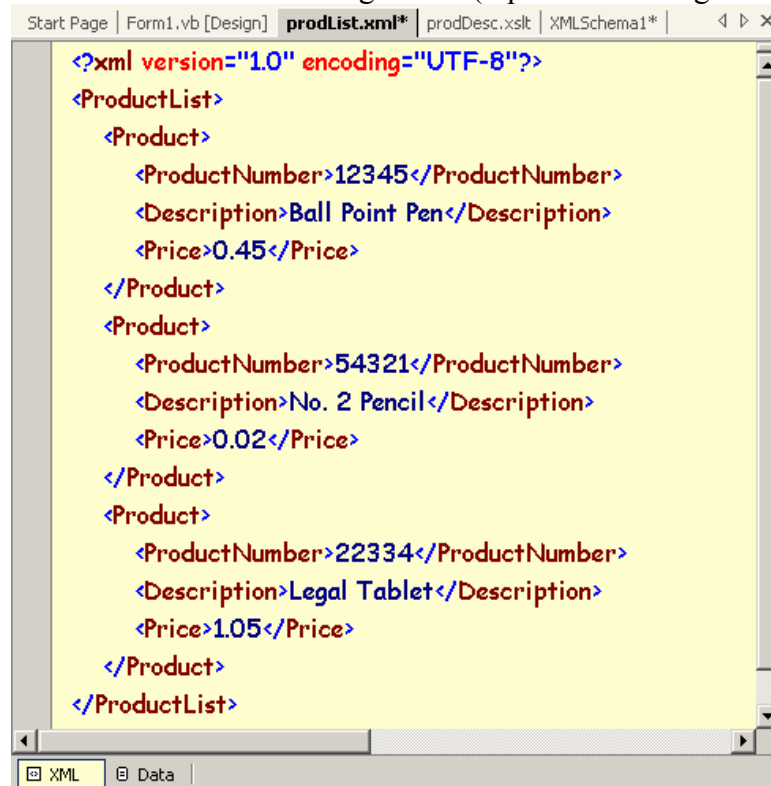 Start Page | Form1.vb [Design] prodList.xml* | prodDesc.xslt | XMLSchema1* |
<?xml version="1.0" encoding="UTF-8"?>
<ProductList>
<Product>
<ProductNumber>12345</ProductNumber>
<Description>Ball Point Pen</Description>
<Price>0.45</Price>
</Product>
<Product>
<ProductNumber>54321</ProductNumber>
<Description>No. 2 Pencil</Description>
<Price>0.02</Price>
</Product>
<Product>
<ProductNumber>22334</ProductNumber>
<Description>Legal Tablet</Description>
<Price>1.05</Price>
</Product>
</ProductList>
XML Data